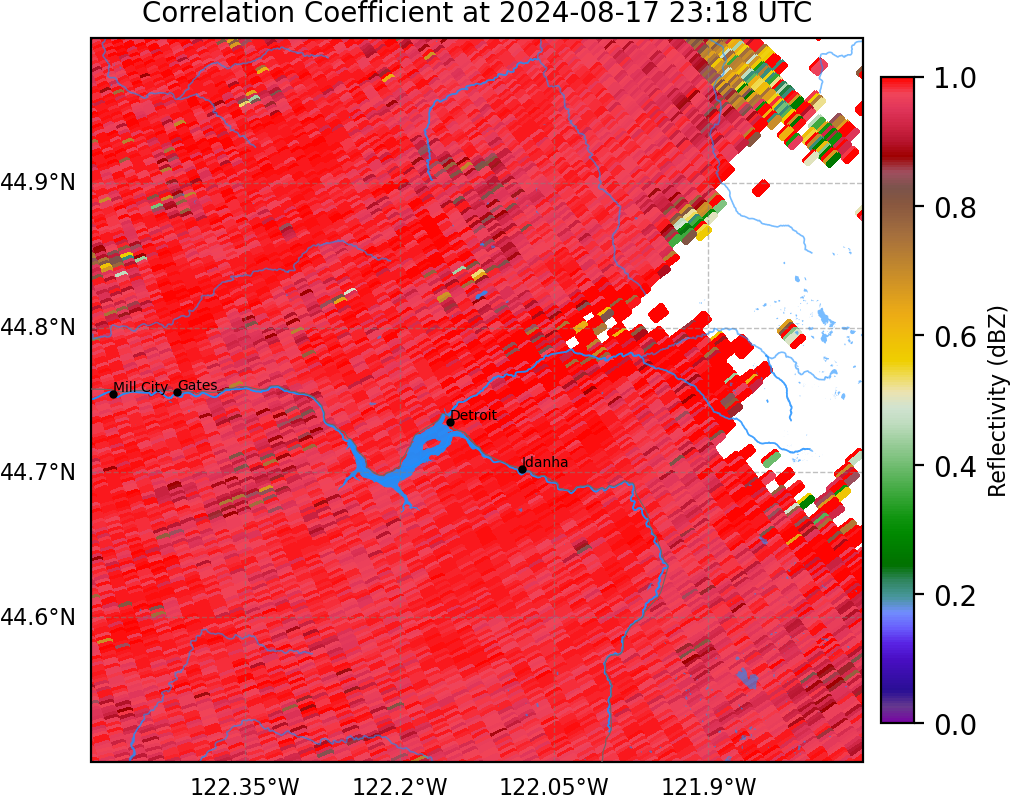 Correlation Coefficient at 2024-08-17 23:18 UTC
1.0
44.9°N
0.8
44.8°N
0.6
Reflectivity (dBZ)
Mill City
Gates
Detroit
Idanha
44.7°N
0.4
44.6°N
0.2
0.0
122.35°W
122.2°W
122.05°W
121.9°W